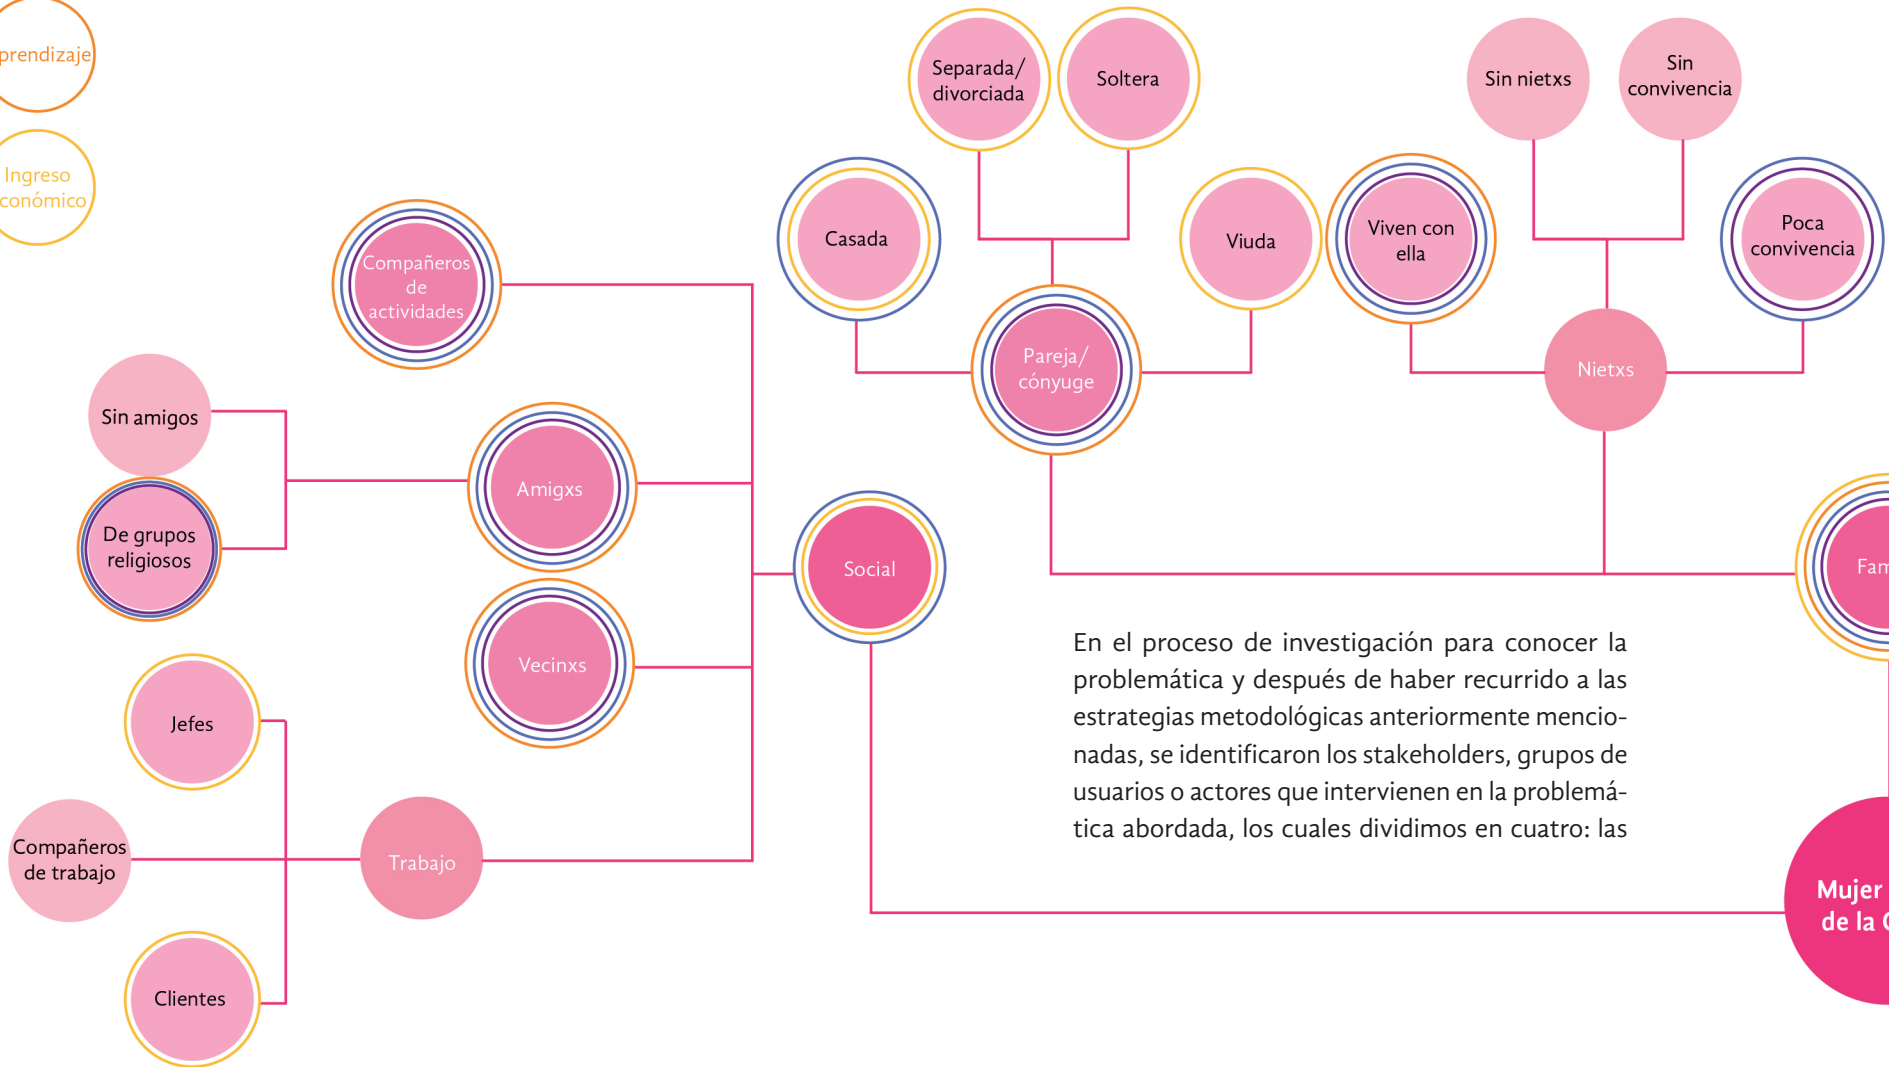 prendizaje
Ingreso
conómico
Separada/
divorciada
Soltera
Casada
Viuda
Pareja/
cónyuge
Sin nietxs
Sin
convivencia
Viven con
ella
Poca
convivencia
Nietxs
Compañeros
de
actividades
Sin amigos
De grupos
religiosos
Amigxs
Vecinxs
Social
Fam
Jefes
Compañeros
de trabajo
Trabajo
Clientes
En el proceso de investigación para conocer la
problemática y después de haber recurrido a las
estrategias metodológicas anteriormente mencio-
nadas, se identificaron los stakeholders, grupos de
usuarios o actores que intervienen en la problemá-
tica abordada, los cuales dividimos en cuatro: las
Mujer
de la